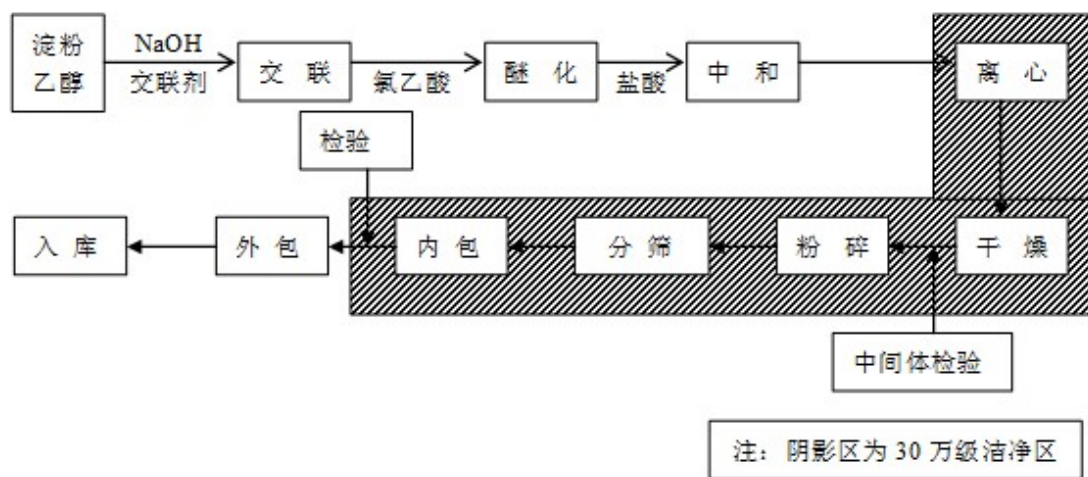 淀粉
乙醇
NaOH
交联剂
交 联
氯乙酸
醚 化
盐酸
中 和
离 心
检验
入 库
外 包
内 包
分 筛
粉 碎
干 燥
中间体检验
注：阴影区为 30 万级洁净区